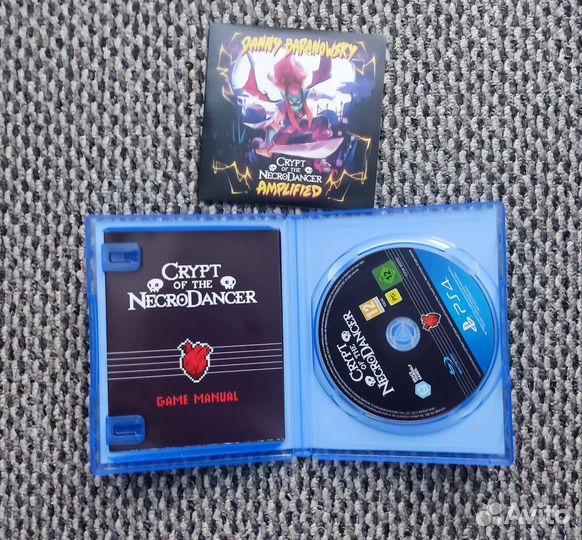 DANNY BARANOWSKY
CRYPT
OF THE
NECRODANCER
AMPLIFIED
CRYPT
OF THE
NECRODANCER
GAME MANUAL
PS4
12
12
CRYPT
OF THE
NECRODANCER
Avito